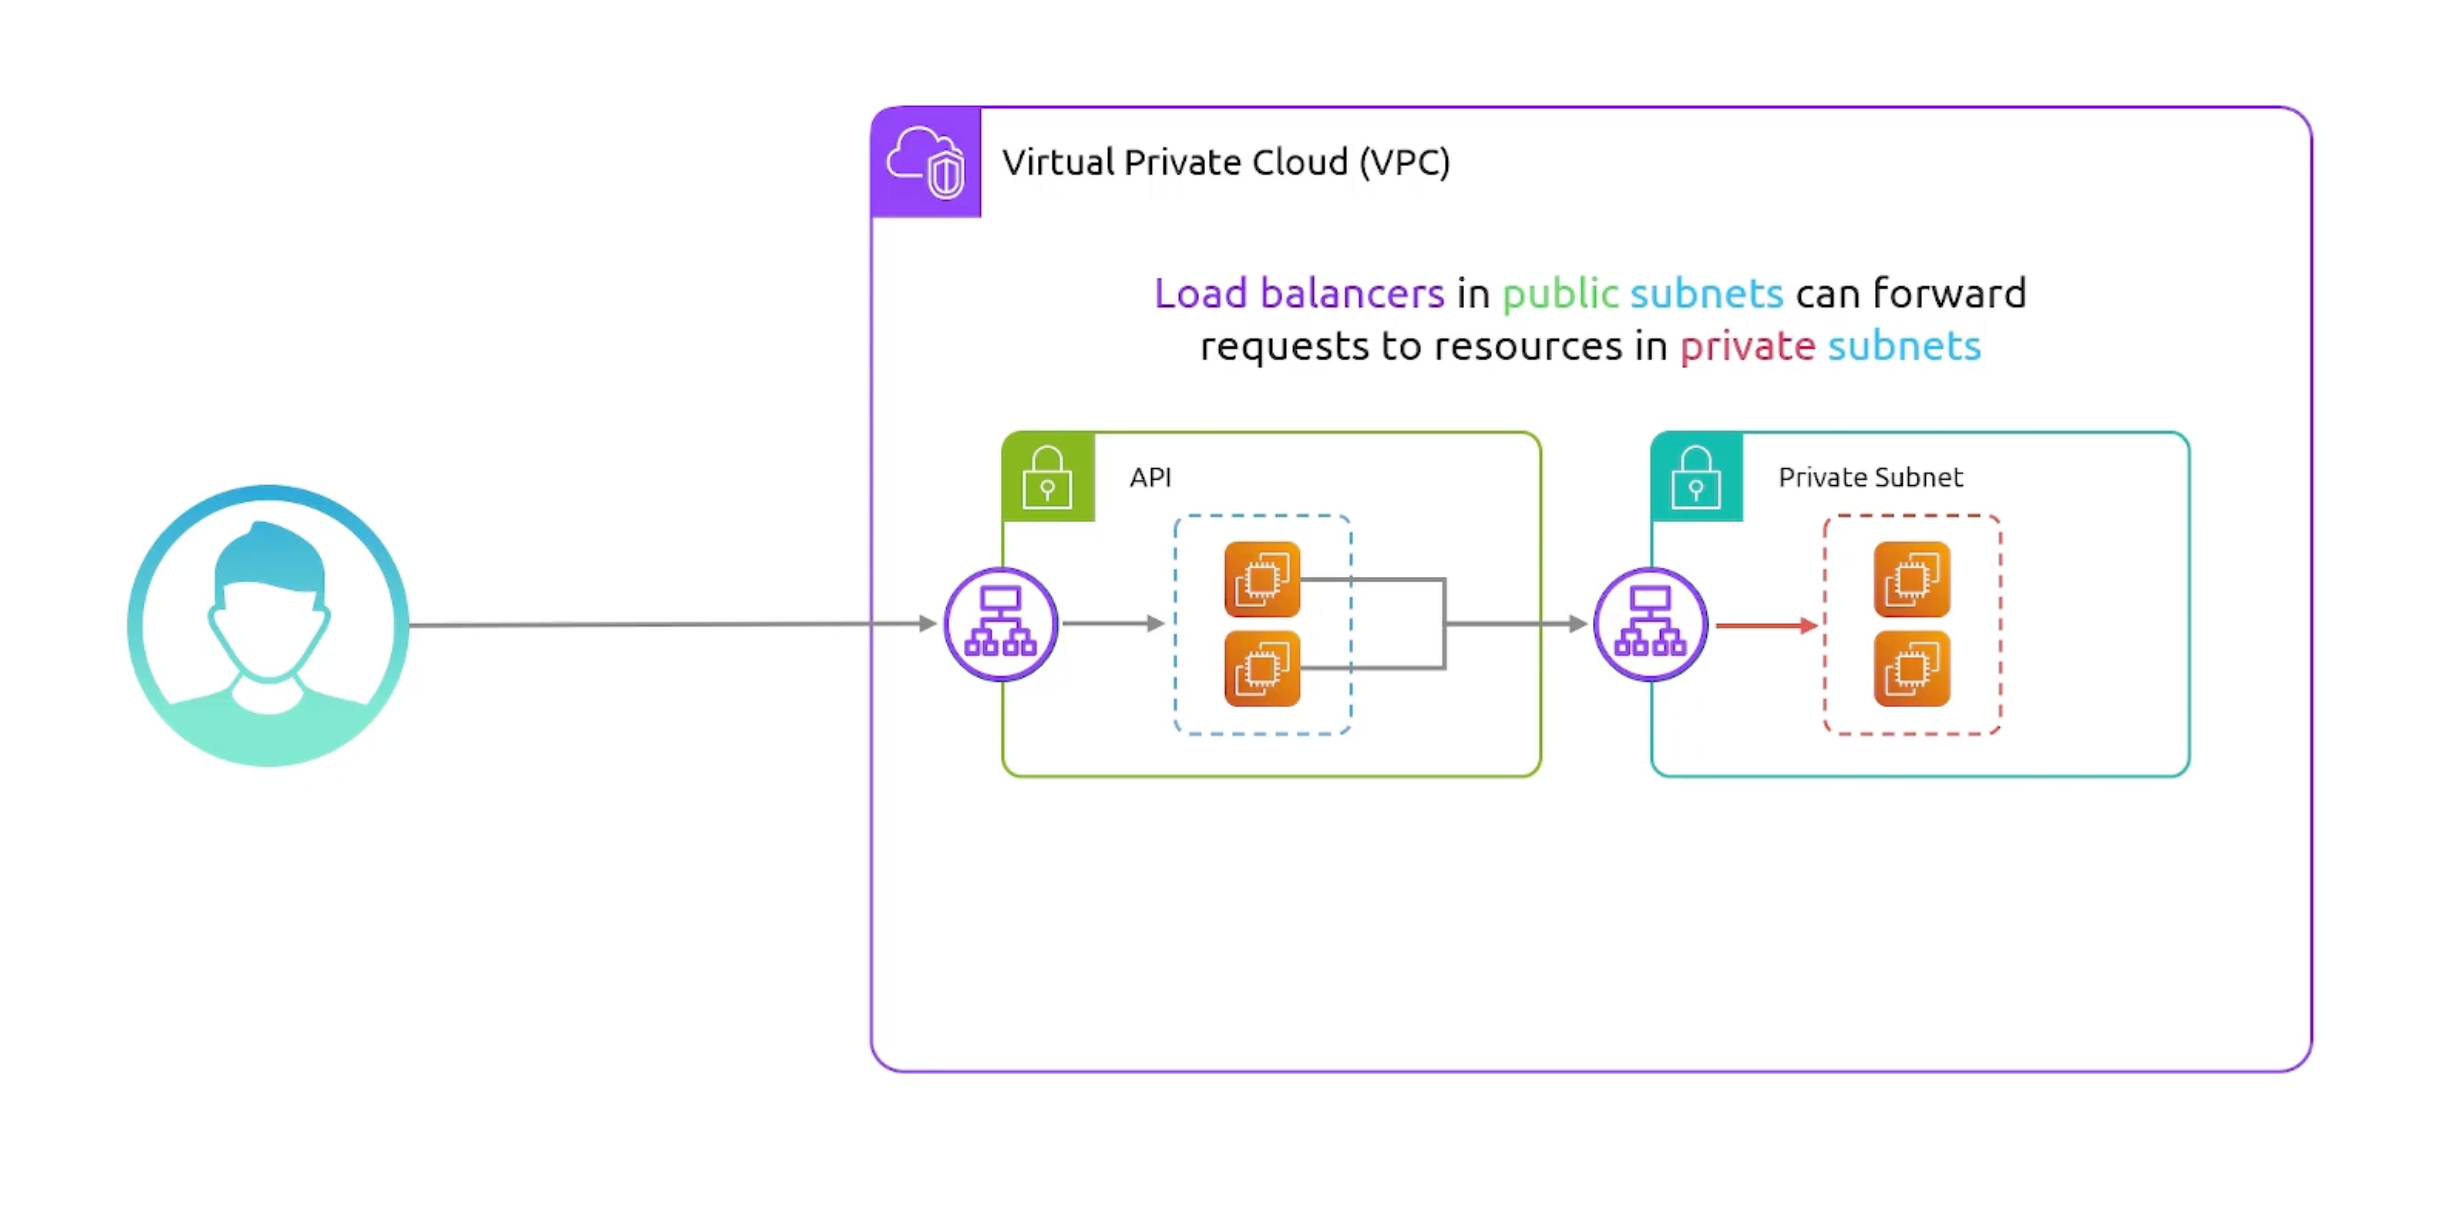 Virtual Private Cloud (VPC)
Load balancers in public subnets can forward
requests to resources in private subnets
API
Private Subnet